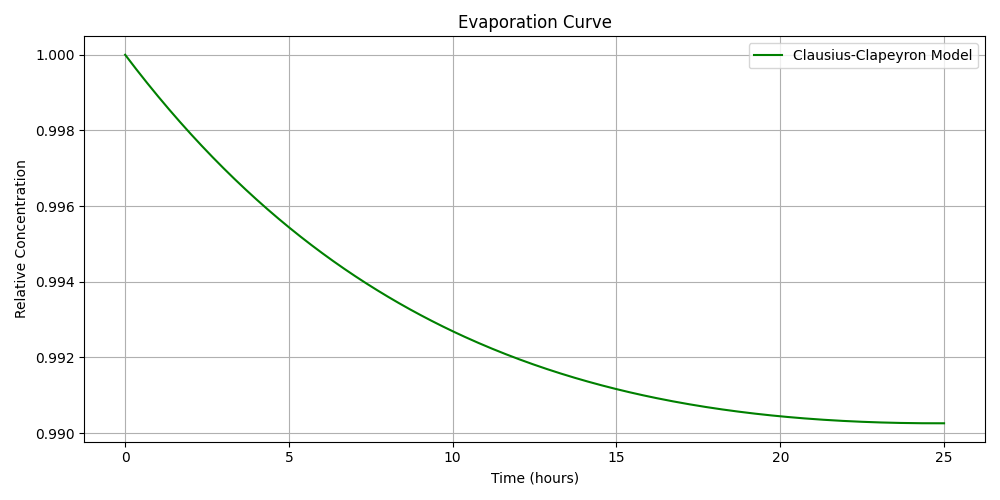 Evaporation Curve
Clausius-Clapeyron Model
Relative Concentration
1.000
0.998
0.996
0.994
0.992
0.990
0 5 10 15 20 25
Time (hours)